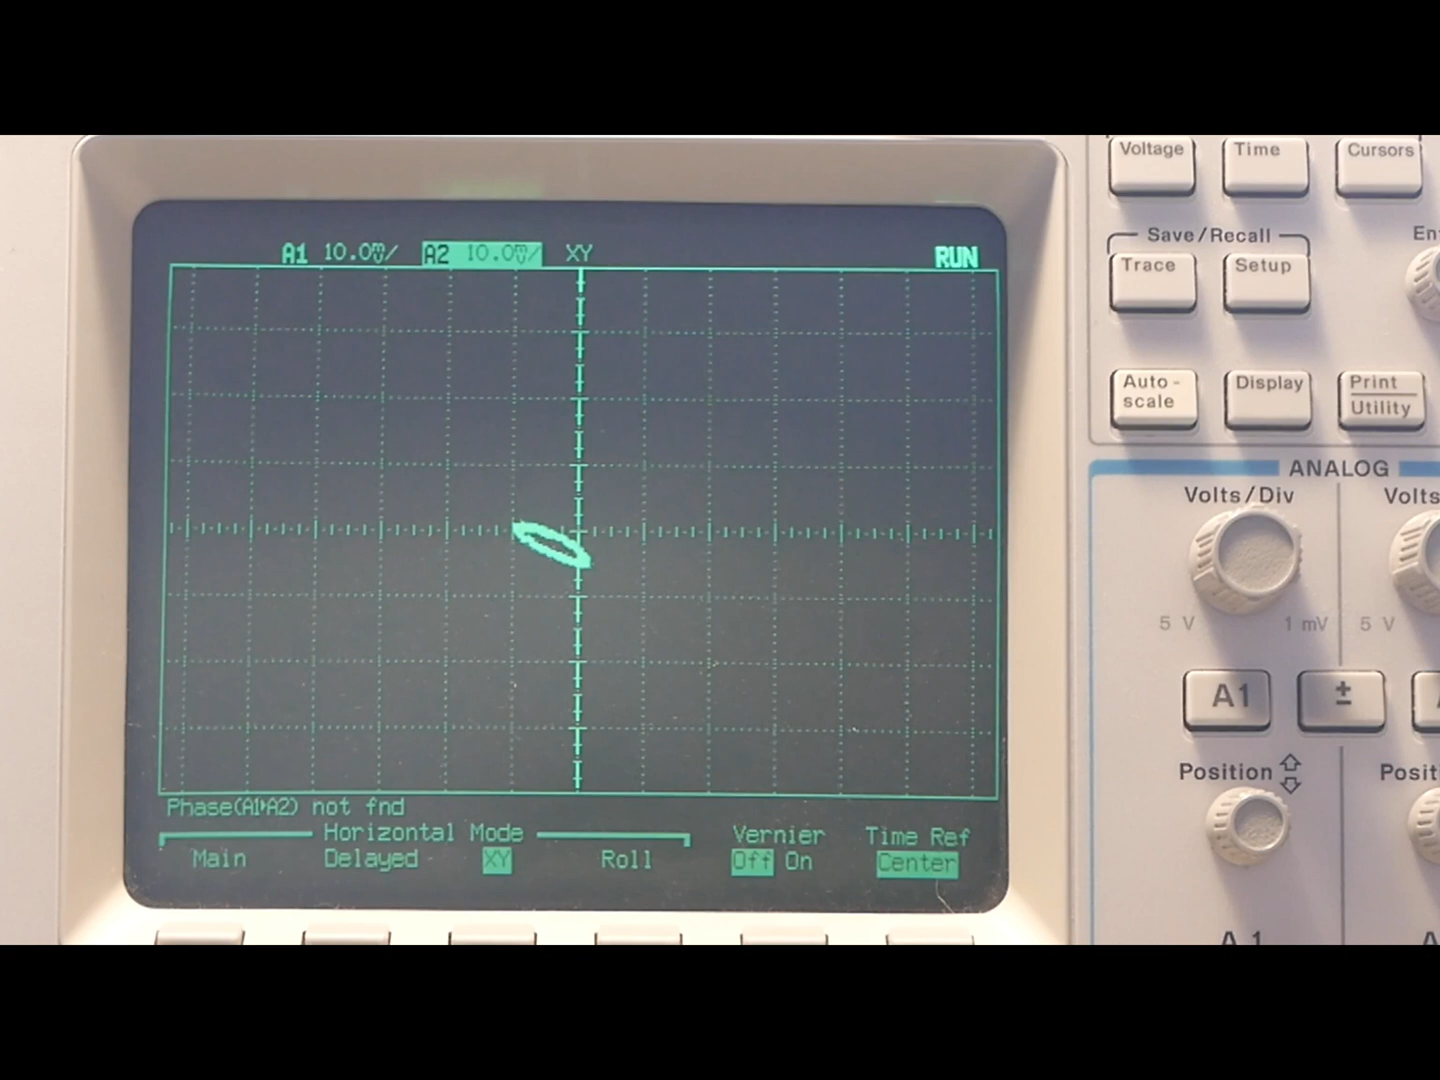 A1 10.0mV/ A2 10.0mV/ XY RUN
Phase(A1▸A2) not fnd
Horizontal Mode
Main Delayed XY Roll
Vernier
Off On
Time Ref
Center
Voltage Time Cursors
Save/Recall
Trace Setup
Auto-
scale
Display
Print
Utility
ANALOG
Volts/Div Volts
5 V 1 mV 5 V
A1 ±
Position
A1